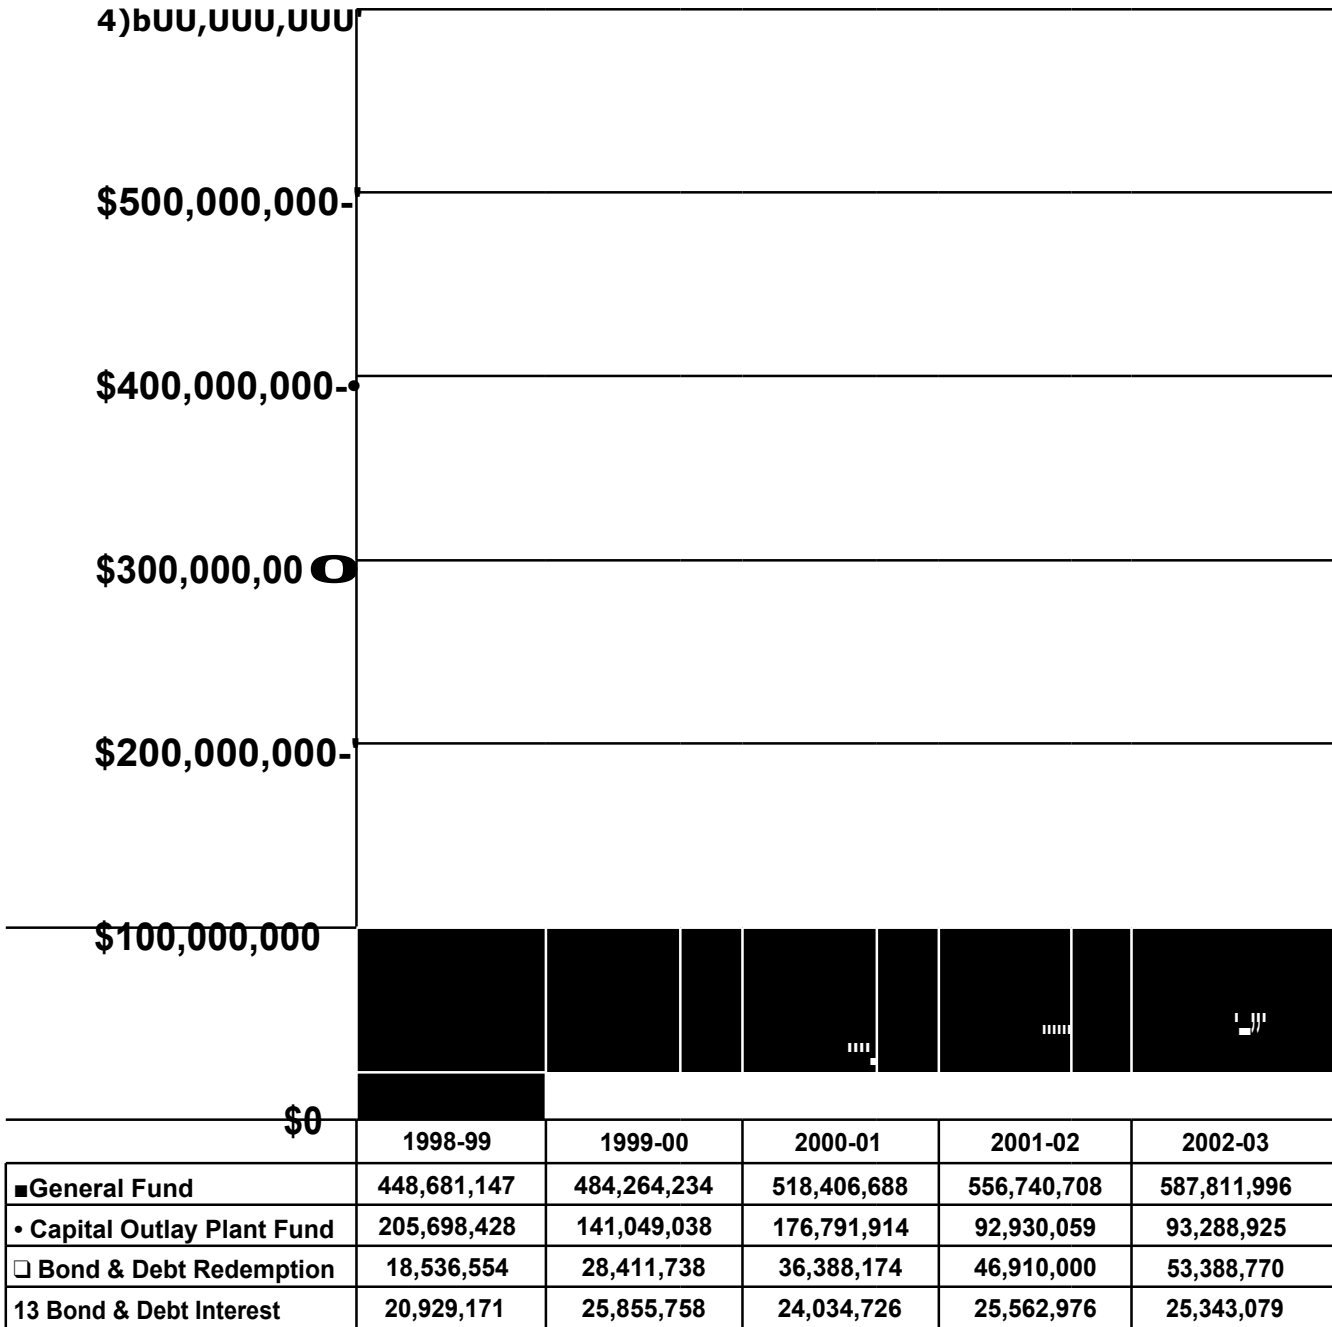 4)bUU,UUU,UUU
$500,000,000-
$400,000,000-•
$300,000,00 O
$200,000,000-
$100,000,000
$0
1998-99 1999-00 2000-01 2001-02 2002-03
■General Fund 448,681,147 484,264,234 518,406,688 556,740,708 587,811,996
• Capital Outlay Plant Fund 205,698,428 141,049,038 176,791,914 92,930,059 93,288,925
❑ Bond & Debt Redemption 18,536,554 28,411,738 36,388,174 46,910,000 53,388,770
13 Bond & Debt Interest 20,929,171 25,855,758 24,034,726 25,562,976 25,343,079